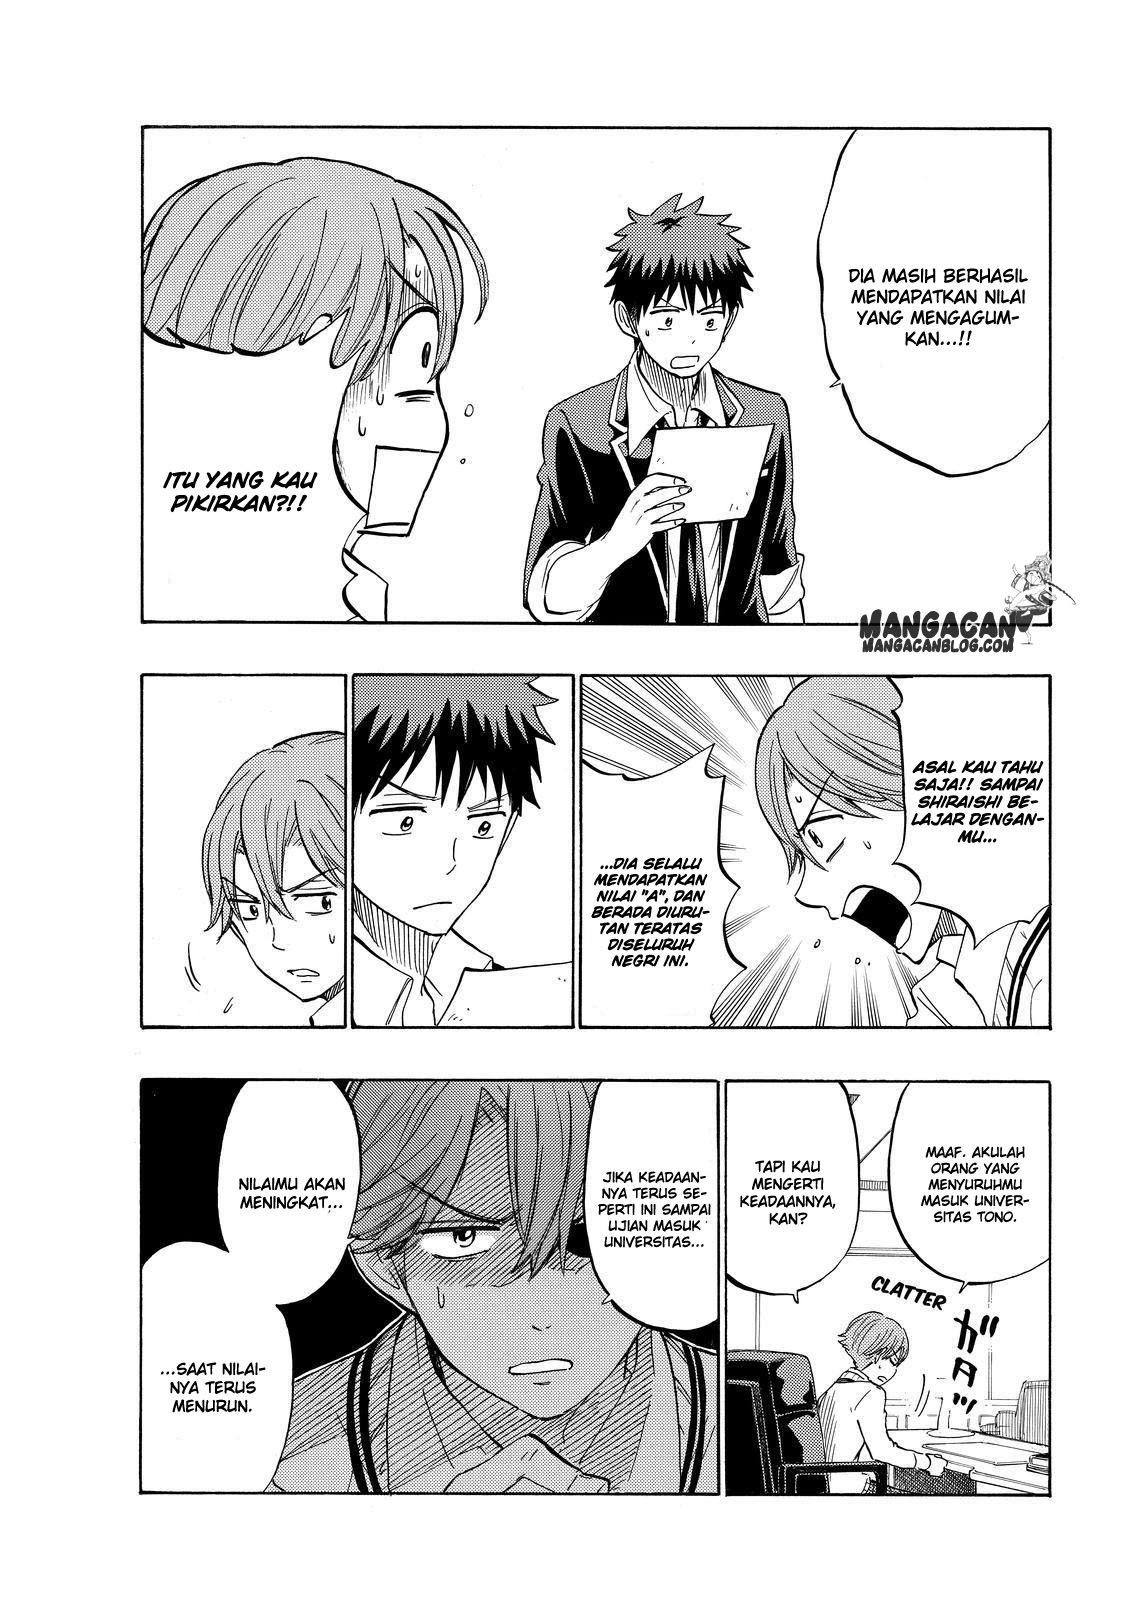 DIA MASIH BERHASIL
MENDAPATKAN NILAI
YANG MENGAGUM-
KAN...!!
ITU YANG KAU
PIKIRKAN?!!
MANGACAN
MANGACANBLOG.COM
ASAL KAU TAHU
SAJA!! SAMPAI
SHIRAISHI BE-
LAJAR DENGAN-
MU...
...DIA SELALU
MENDAPATKAN
NILAI "A", DAN
BERADA DIURU-
TAN TERATAS
DISELURUH
NEGRI INI.
MAAF. AKULAH
ORANG YANG
MENYURUHMU
MASUK UNIVER-
SITAS TONO.
TAPI KAU
MENGERTI
KEADAANNYA,
KAN?
CLATTER
ガタッ
JIKA KEADAAN-
NYA TERUS SE-
PERTI INI SAMPAI
UJIAN MASUK
UNIVERSITAS...
NILAIMU AKAN
MENINGKAT...
...SAAT NILAI-
NYA TERUS
MENURUN.